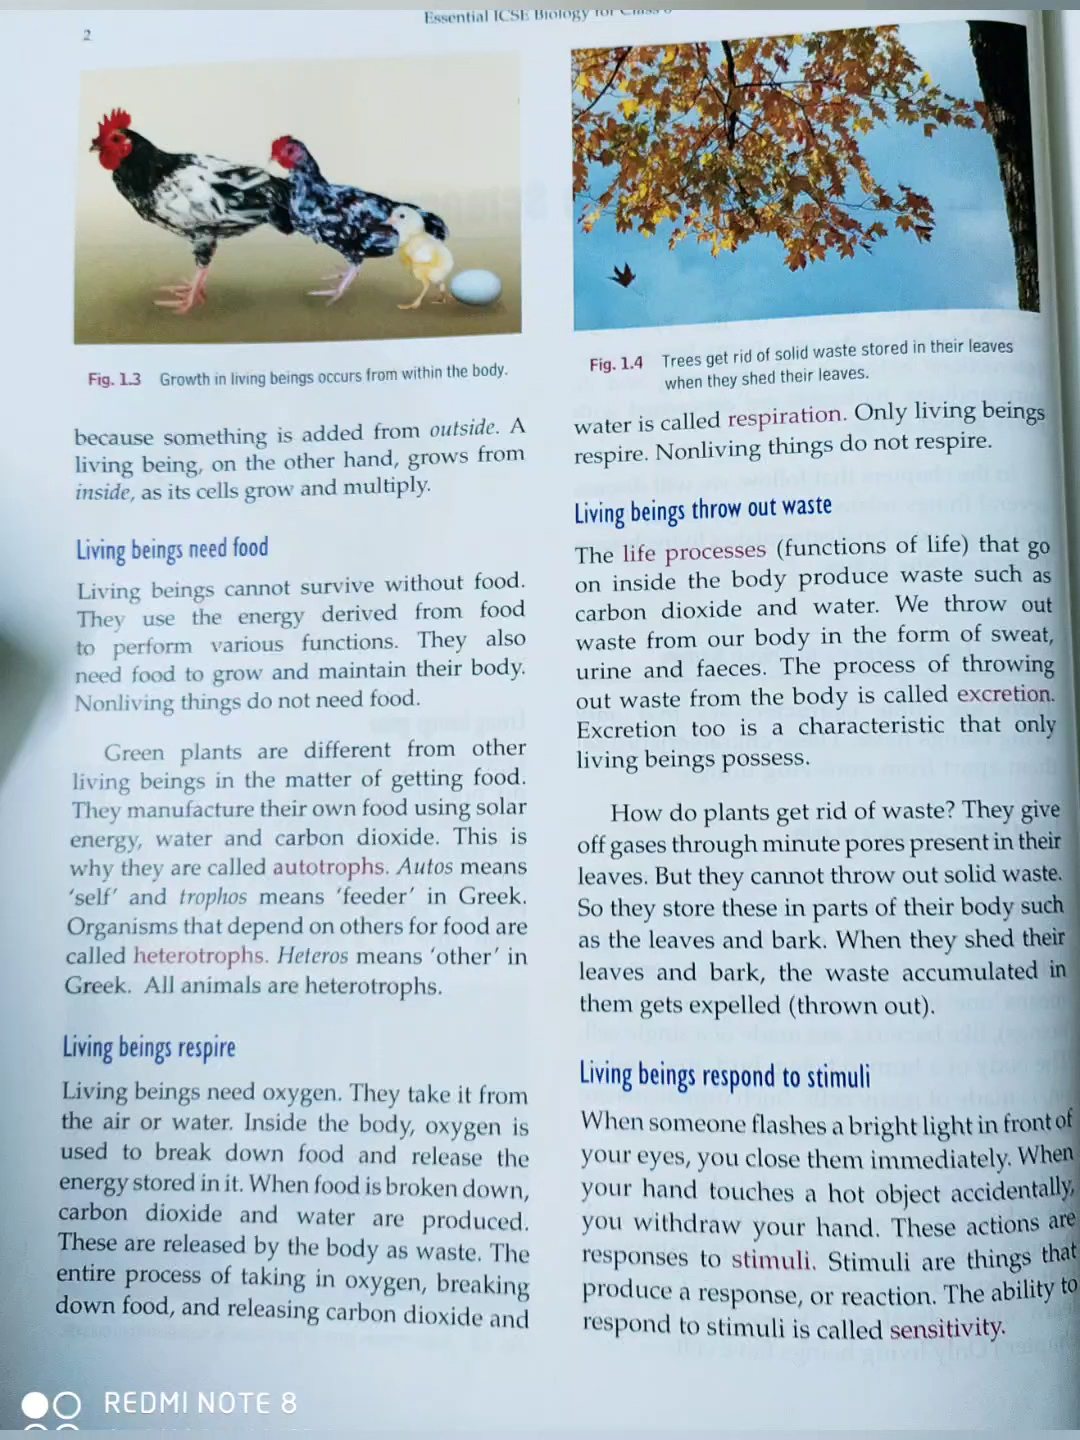 Essential ICSE Biology for Class 6
2
Fig. 1.3 Growth in living beings occurs from within the body.
because something is added from outside. A
living being, on the other hand, grows from
inside, as its cells grow and multiply.
Living beings need food
Living beings cannot survive without food.
They use the energy derived from food
to perform various functions. They also
need food to grow and maintain their body.
Nonliving things do not need food.
Green plants are different from other
living beings in the matter of getting food.
They manufacture their own food using solar
energy, water and carbon dioxide. This is
why they are called autotrophs. Autos means
‘self’ and trophos means ‘feeder’ in Greek.
Organisms that depend on others for food are
called heterotrophs. Heteros means ‘other’ in
Greek. All animals are heterotrophs.
Living beings respire
Living beings need oxygen. They take it from
the air or water. Inside the body, oxygen is
used to break down food and release the
energy stored in it. When food is broken down,
carbon dioxide and water are produced.
These are released by the body as waste. The
entire process of taking in oxygen, breaking
down food, and releasing carbon dioxide and
Fig. 1.4 Trees get rid of solid waste stored in their leaves
when they shed their leaves.
water is called respiration. Only living beings
respire. Nonliving things do not respire.
Living beings throw out waste
The life processes (functions of life) that go
on inside the body produce waste such as
carbon dioxide and water. We throw out
waste from our body in the form of sweat,
urine and faeces. The process of throwing
out waste from the body is called excretion.
Excretion too is a characteristic that only
living beings possess.
How do plants get rid of waste? They give
off gases through minute pores present in their
leaves. But they cannot throw out solid waste.
So they store these in parts of their body such
as the leaves and bark. When they shed their
leaves and bark, the waste accumulated in
them gets expelled (thrown out).
Living beings respond to stimuli
When someone flashes a bright light in front of
your eyes, you close them immediately. When
your hand touches a hot object accidentally,
you withdraw your hand. These actions are
responses to stimuli. Stimuli are things that
produce a response, or reaction. The ability to
respond to stimuli is called sensitivity.
REDMI NOTE 8